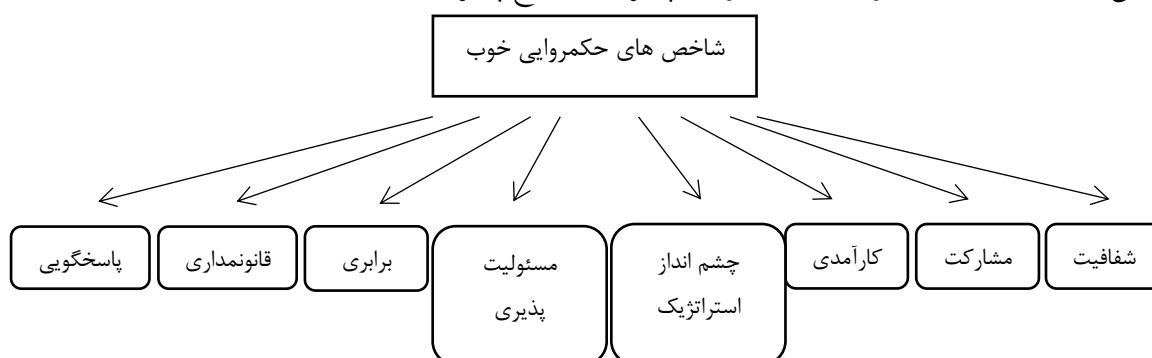 شاخص های حکمروایی خوب
شفافیت
مشارکت
کارآمدی
چشم انداز
استراتژیک
مسئولیت
پذیری
برابری
قانونمداری
پاسخگویی